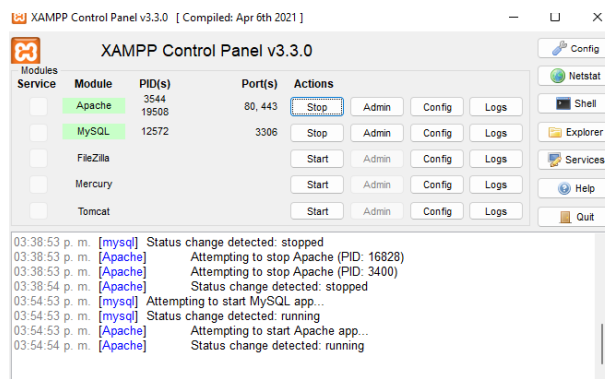 XAMPP Control Panel v3.3.0 [ Compiled: Apr 6th 2021 ]
XAMPP Control Panel v3.3.0
Config
Modules
Service Module PID(s) Port(s) Actions
Netstat
Apache 3544 19508 80, 443 Stop Admin Config Logs
Shell
MySQL 12572 3306 Stop Admin Config Logs
Explorer
FileZilla Start Admin Config Logs
Services
Mercury Start Admin Config Logs
Help
Tomcat Start Admin Config Logs
Quit
03:38:53 p. m. [mysql] Status change detected: stopped
03:38:53 p. m. [Apache] Attempting to stop Apache (PID: 16828)
03:38:53 p. m. [Apache] Attempting to stop Apache (PID: 3400)
03:38:54 p. m. [Apache] Status change detected: stopped
03:54:53 p. m. [mysql] Attempting to start MySQL app...
03:54:53 p. m. [mysql] Status change detected: running
03:54:53 p. m. [Apache] Attempting to start Apache app...
03:54:54 p. m. [Apache] Status change detected: running